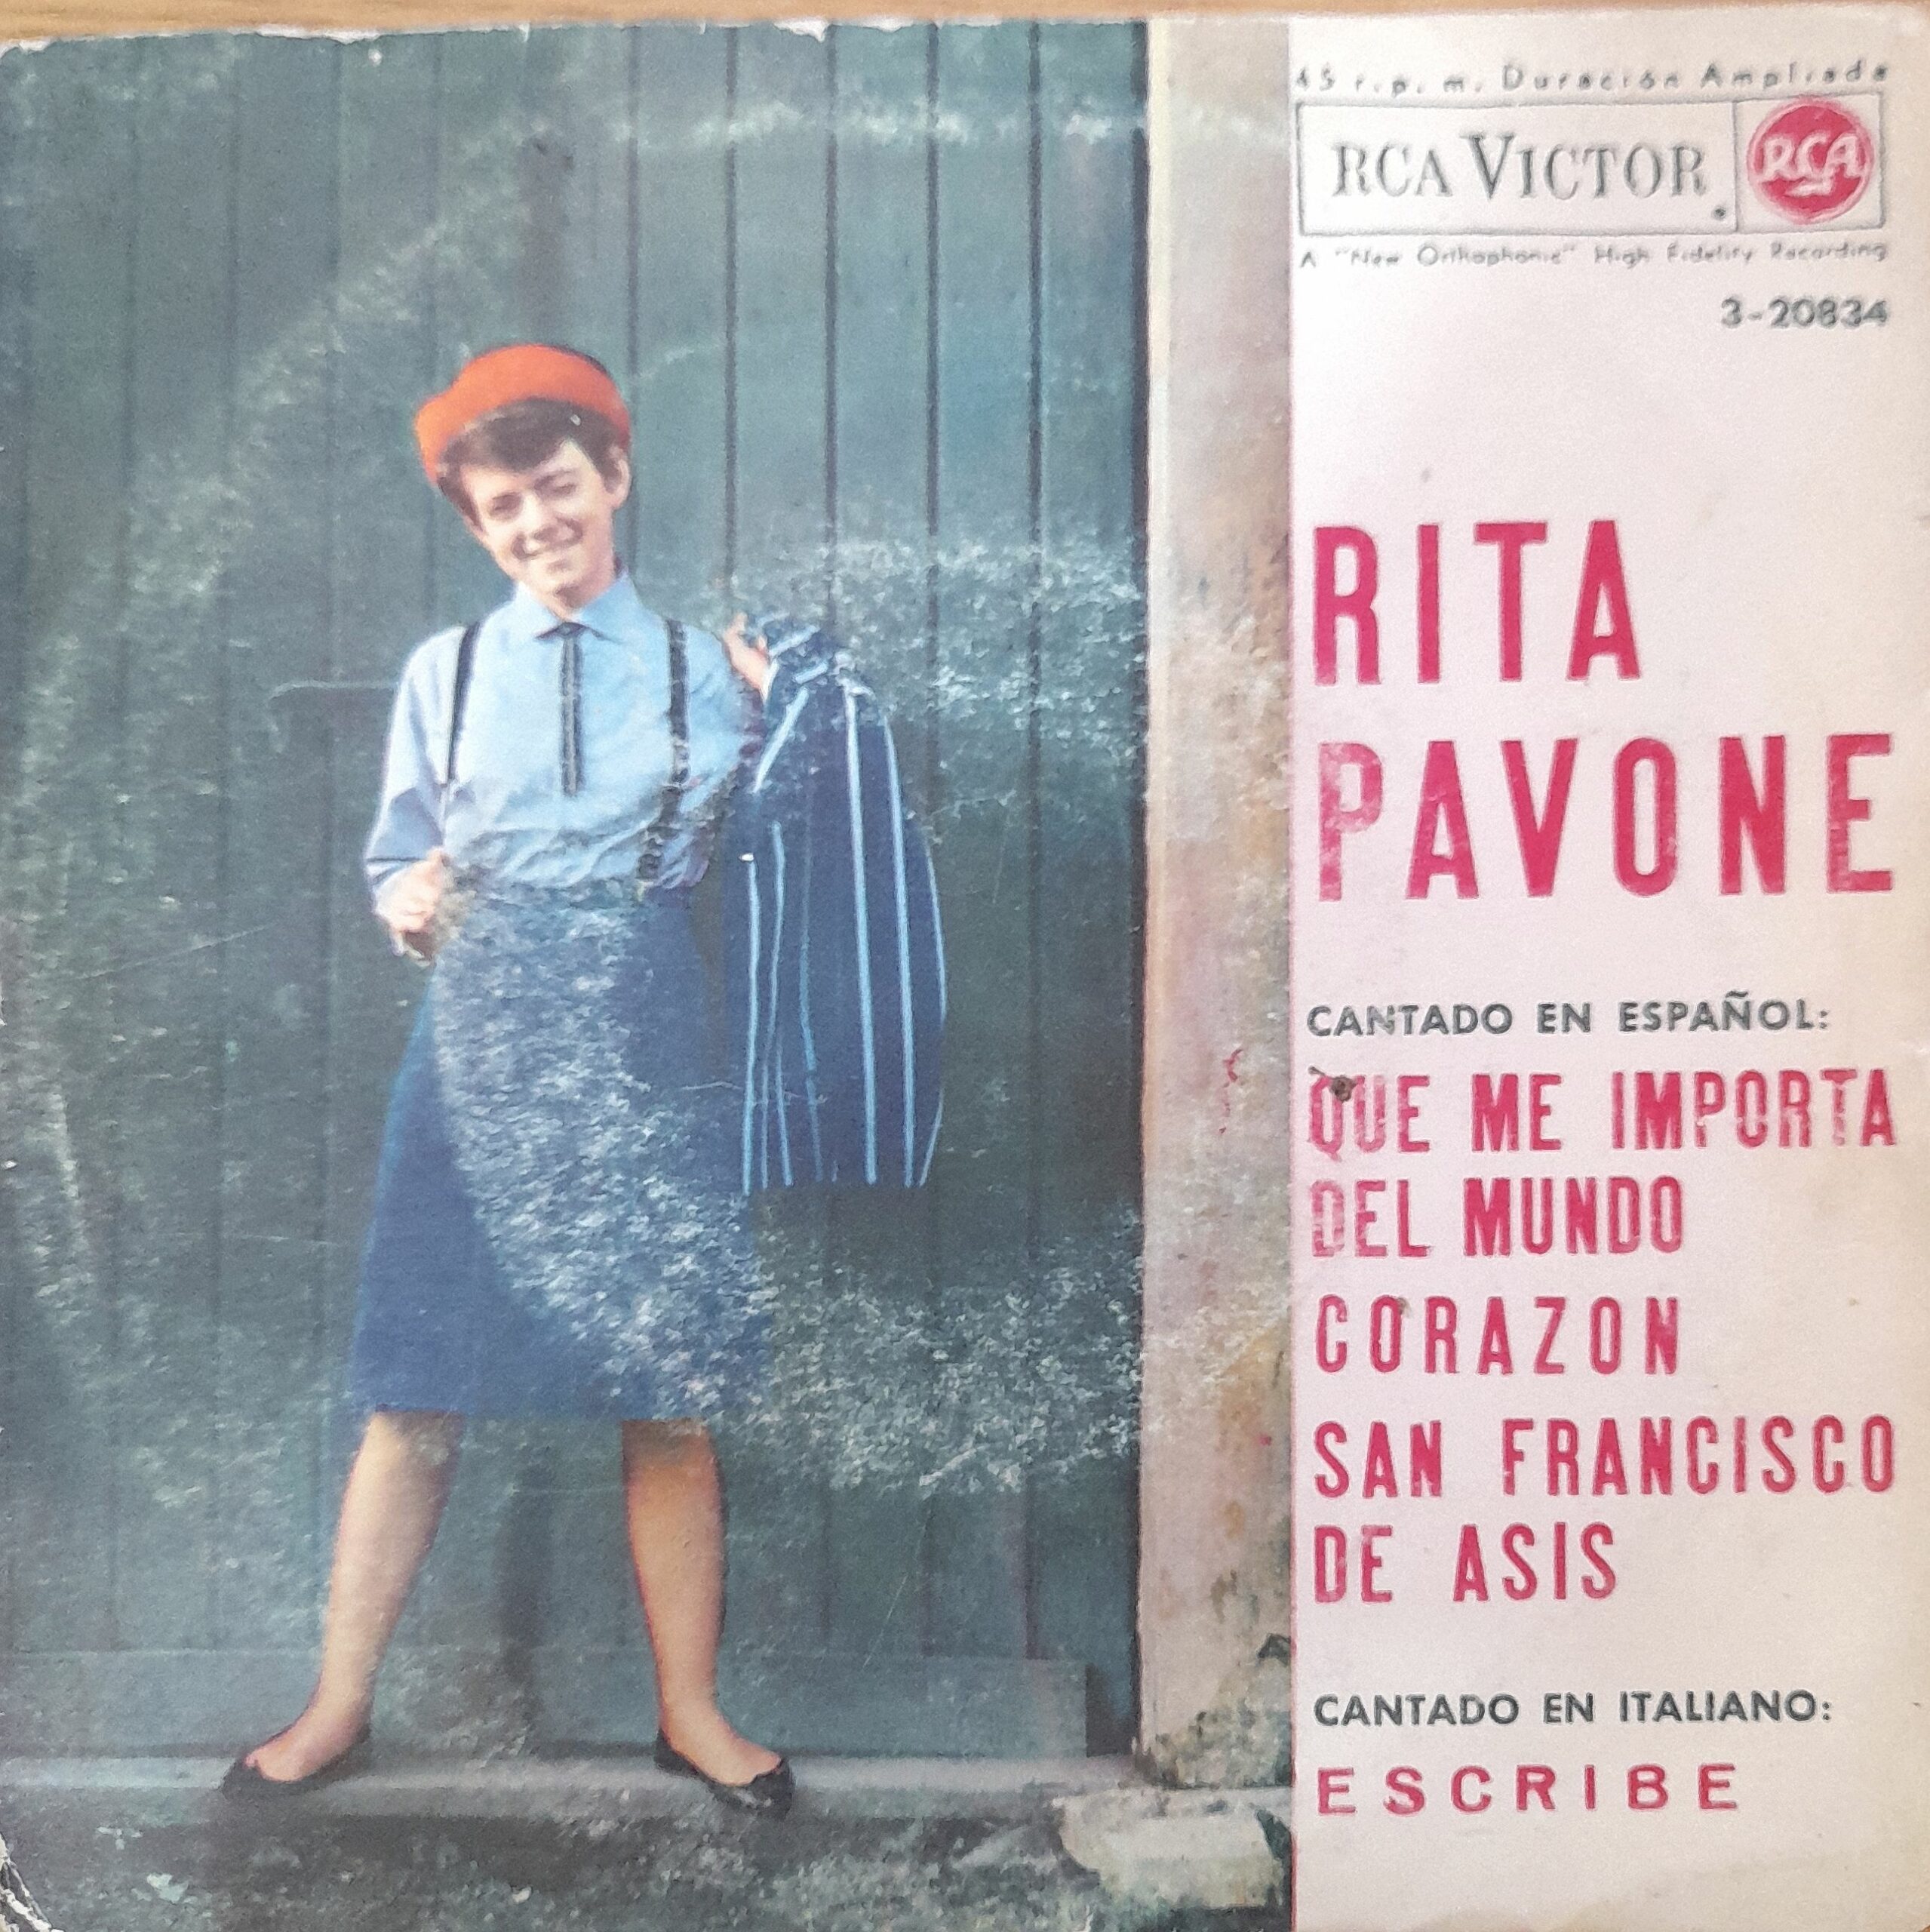 45 r.p.m. Duración Ampliada
RCA VICTOR
RCA
A "New Orthophonic" High Fidelity Recording
3-20834
RITA
PAVONE
CANTADO EN ESPAÑOL:
QUE ME IMPORTA
DEL MUNDO
CORAZON
SAN FRANCISCO
DE ASIS
CANTADO EN ITALIANO:
ESCRIBE